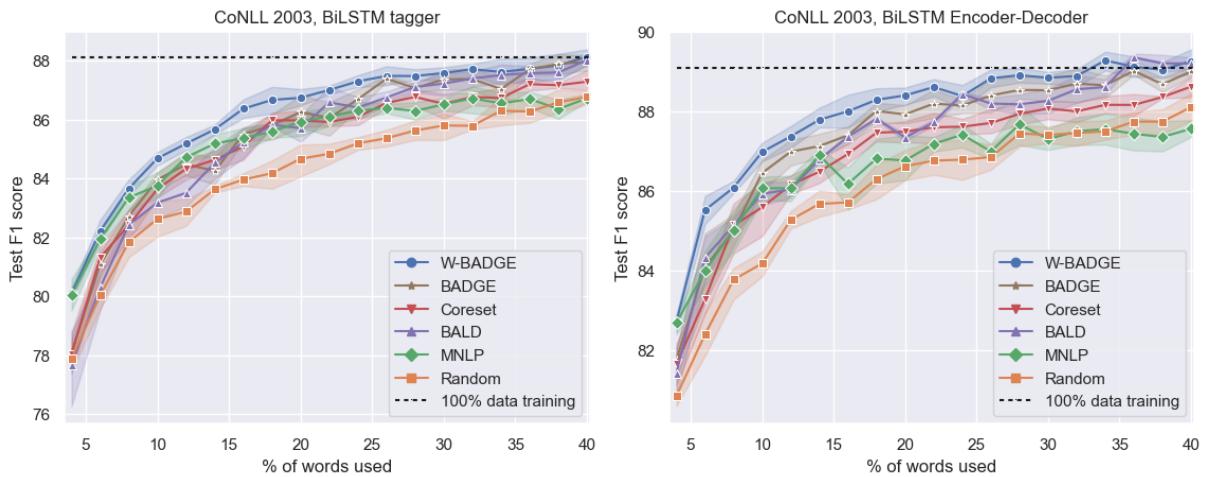 CoNLL 2003, BiLSTM tagger
88
86
84
82
80
78
76
Test F1 score
W-BADGE
BADGE
Coreset
BALD
MNLP
Random
100% data training
5 10 15 20 25 30 35 40
% of words used
CoNLL 2003, BiLSTM Encoder-Decoder
90
88
86
84
82
Test F1 score
W-BADGE
BADGE
Coreset
BALD
MNLP
Random
100% data training
5 10 15 20 25 30 35 40
% of words used